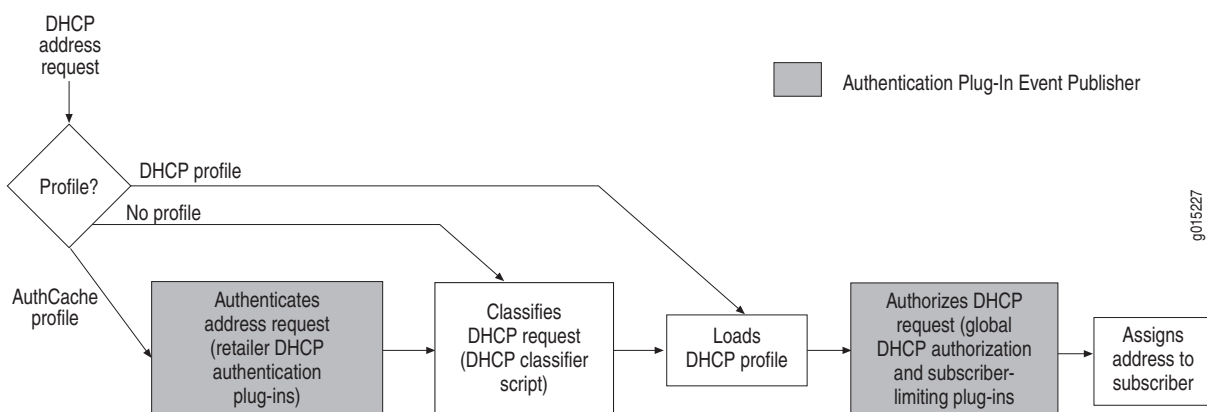 DHCP
address
request
Authentication Plug-In Event Publisher
Profile?
DHCP profile
No profile
g015227
AuthCache
profile
Authenticates
address request
(retailer DHCP
authentication
plug-ins)
Classifies
DHCP request
(DHCP classifier
script)
Loads
DHCP profile
Authorizes DHCP
request (global
DHCP authorization
and subscriber-
limiting plug-ins
Assigns
address to
subscriber